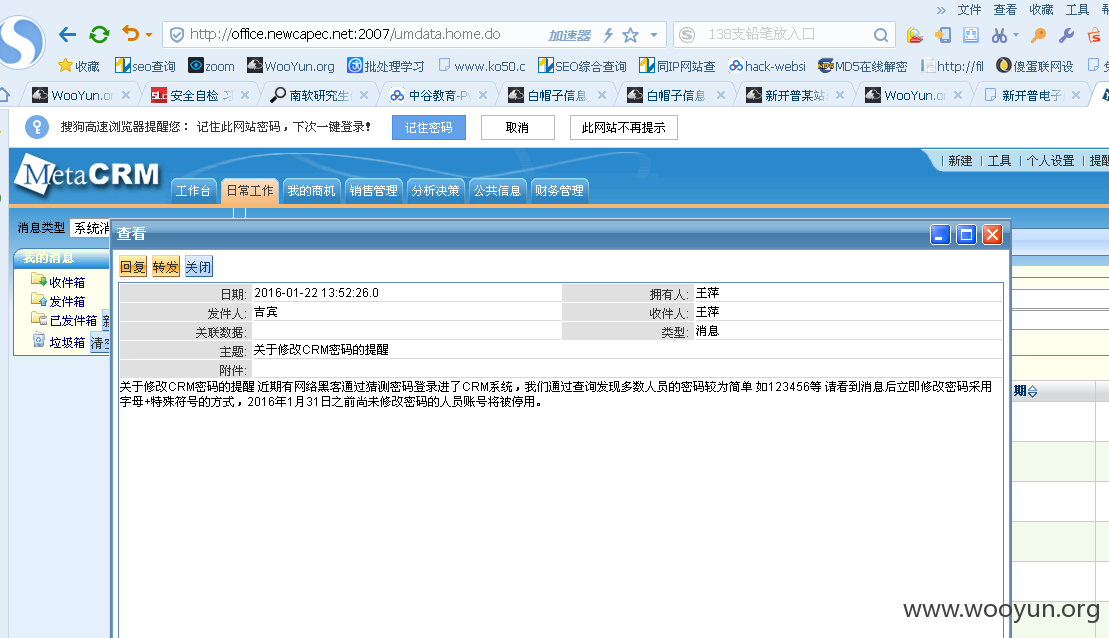 » 文件 查看 收藏 工具
http://office.newcapec.net:2007/umdata.home.do 加速器 138支铅笔放入口
收藏 seo查询 zoom WooYun.org 批处理学习 www.ko50.c SEO综合查询 同IP网站查 hack-websi MD5在线解密 http://fil 傻蛋联网设
WooYun.or 安全自检 习 南软研究生 中谷教育-P 白帽子信息 白帽子信息 新开普某站 WooYun.o 新开普电子
搜狗高速浏览器提醒您： 记住此网站密码，下次一键登录! 记住密码 取消 此网站不再提示
MetaCRM
新建 | 工具 | 个人设置 | 提醒
工作台 日常工作 我的商机 销售管理 分析决策 公共信息 财务管理
消息类型 系统消
查看
我的消息
回复 转发 关闭
收件箱
发件箱
已发件箱
垃圾箱 清空
日期: 2016-01-22 13:52:26.0 拥有人: 王萍
发件人: 吉宾 收件人: 王萍
关联数据: 类型: 消息
主题: 关于修改CRM密码的提醒
附件:
关于修改CRM密码的提醒 近期有网络黑客通过猜测密码登录进了CRM系统，我们通过查询发现多数人员的密码较为简单 如123456等 请看到消息后立即修改密码采用
字母+特殊符号的方式，2016年1月31日之前尚未修改密码的人员账号将被停用。
期
www.wooyun.org